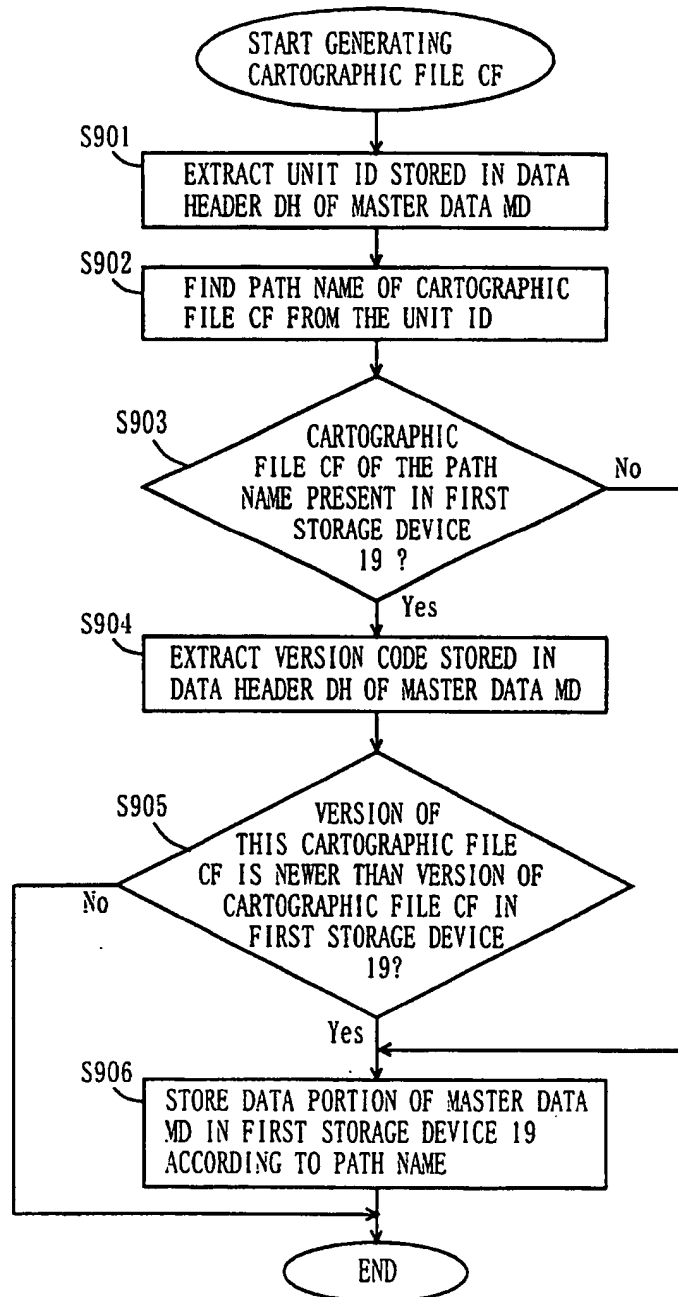 START GENERATING
CARTOGRAPHIC FILE CF
S901
EXTRACT UNIT ID STORED IN DATA
HEADER DH OF MASTER DATA MD
S902
FIND PATH NAME OF CARTOGRAPHIC
FILE CF FROM THE UNIT ID
S903
CARTOGRAPHIC
FILE CF OF THE PATH
NAME PRESENT IN FIRST
STORAGE DEVICE
19 ?
No
Yes
S904
EXTRACT VERSION CODE STORED IN
DATA HEADER DH OF MASTER DATA MD
S905
VERSION OF
THIS CARTOGRAPHIC FILE
CF IS NEWER THAN VERSION OF
CARTOGRAPHIC FILE CF IN
FIRST STORAGE DEVICE
19?
No
Yes
S906
STORE DATA PORTION OF MASTER DATA
MD IN FIRST STORAGE DEVICE 19
ACCORDING TO PATH NAME
END